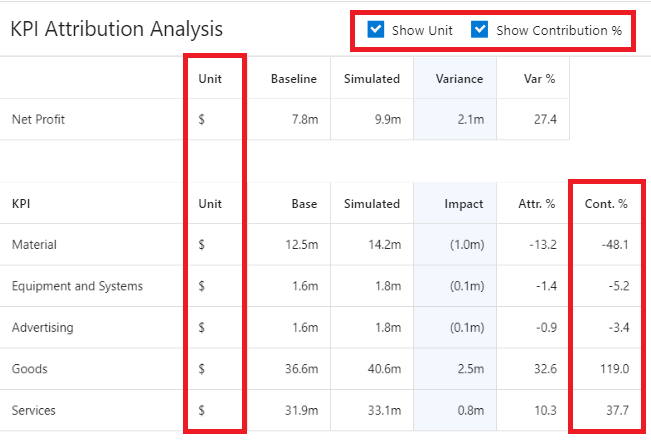 KPI Attribution Analysis Show Unit Show Contribution %
Unit Baseline Simulated Variance Var %
Net Profit $ 7.8m 9.9m 2.1m 27.4
KPI Unit Base Simulated Impact Attr. % Cont. %
Material $ 12.5m 14.2m (1.0m) -13.2 -48.1
Equipment and Systems $ 1.6m 1.8m (0.1m) -1.4 -5.2
Advertising $ 1.6m 1.8m (0.1m) -0.9 -3.4
Goods $ 36.6m 40.6m 2.5m 32.6 119.0
Services $ 31.9m 33.1m 0.8m 10.3 37.7